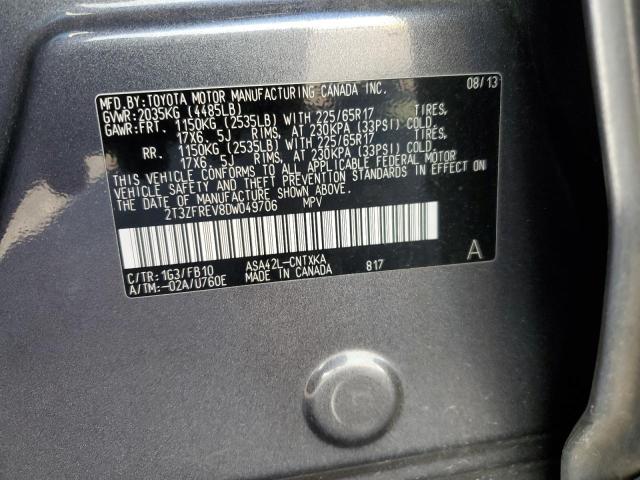 MFD.BY:TOYOTA MOTOR MANUFACTURING CANADA INC. 08/13
GVWR:2035KG (4485LB)
GAWR:FRT. 1150KG (2535LB) WITH 225/65R17 TIRES,
17X6.5J RIMS, AT 230KPA (33PSI) COLD
RR. 1150KG (2535LB) WITH 225/65R17 TIRES,
17X6.5J RIMS, AT 230KPA (33PSI) COLD.
THIS VEHICLE CONFORMS TO ALL APPLICABLE FEDERAL MOTOR
VEHICLE SAFETY AND THEFT PREVENTION STANDARDS IN EFFECT ON
THE DATE OF MANUFACTURE SHOWN ABOVE.
2T3ZFREV8DW049706 MPV
A
C/TR:1G3/FB10 ASA42L-CNTXKA 817
A/TM:-02A/U760E MADE IN CANADA